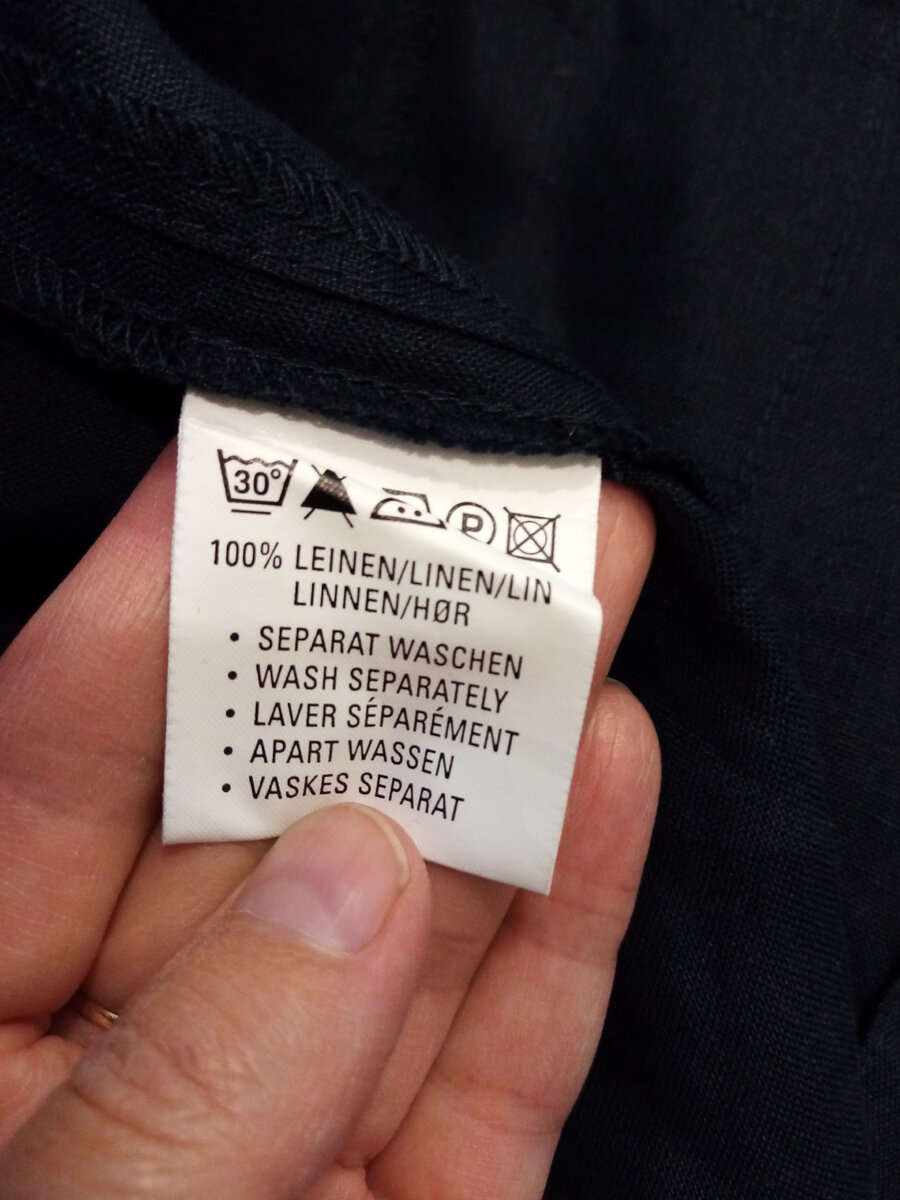 30°
P
100% LEINEN/LINEN/LIN
LINNEN/HØR
• SEPARAT WASCHEN
• WASH SEPARATELY
• LAVER SÉPARÉMENT
• APART WASSEN
• VASKES SEPARAT